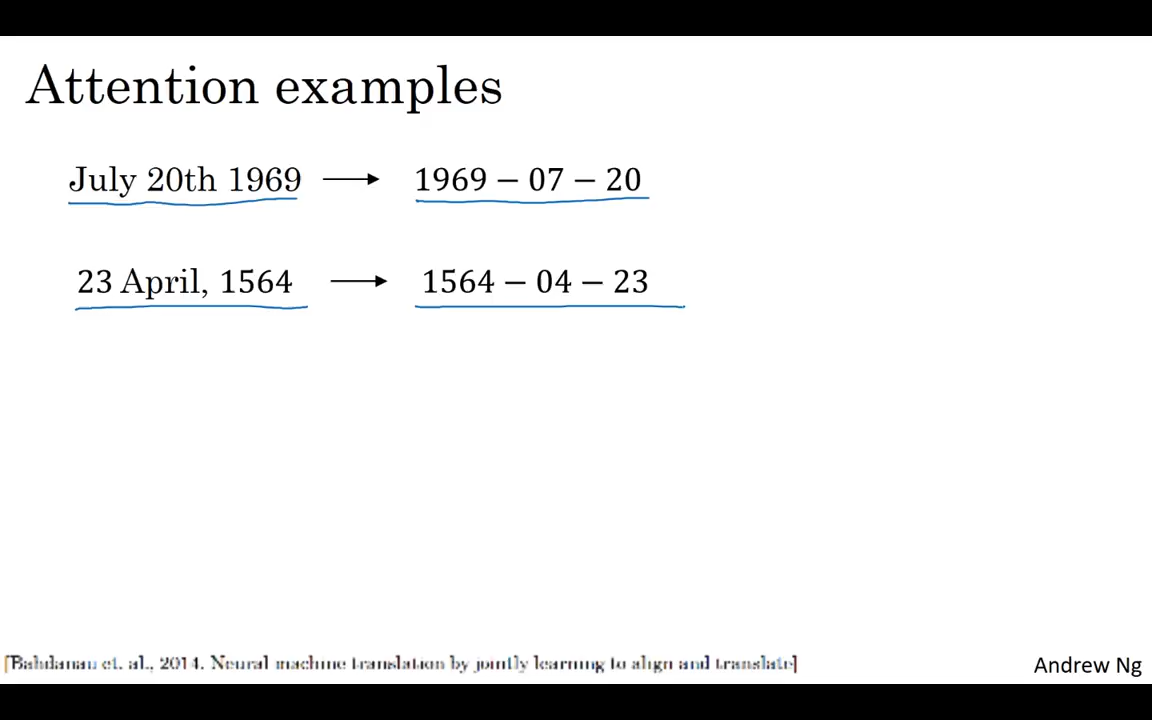 Attention examples
July 20th 1969 ⟶ 1969 – 07 – 20
23 April, 1564 ⟶ 1564 – 04 – 23
[Bahdanau et. al., 2014. Neural machine translation by jointly learning to align and translate]
Andrew Ng